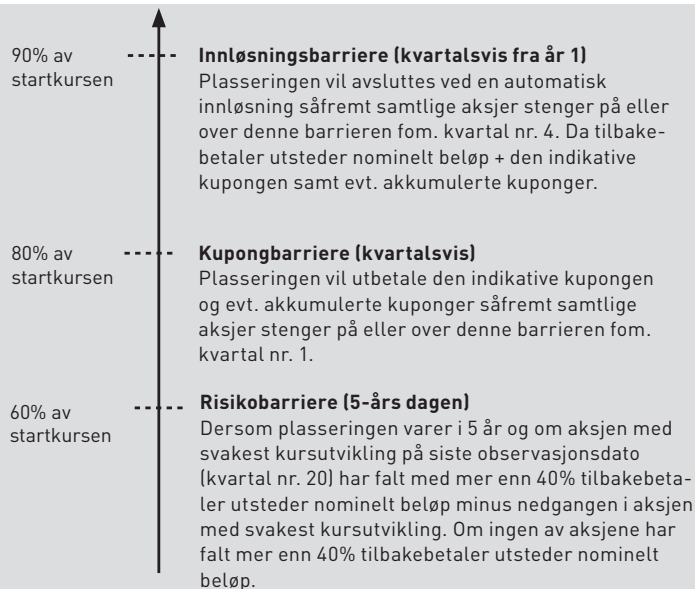 90% av
startkursen
Innløsningsbarriere (kvartalsvis fra år 1)
Plasseringen vil avsluttes ved en automatisk
innløsning såfremt samtlige aksjer stenger på eller
over denne barrieren fom. kvartal nr. 4. Da tilbake-
betaler utsteder nominelt beløp + den indikative
kupongen samt evt. akkumulerte kuponger.
80% av
startkursen
Kupongbarriere (kvartalsvis)
Plasseringen vil utbetale den indikative kupongen
og evt. akkumulerte kuponger såfremt samtlige
aksjer stenger på eller over denne barrieren fom.
kvartal nr. 1.
60% av
startkursen
Risikobarriere (5-års dagen)
Dersom plasseringen varer i 5 år og om aksjen med
svakest kursutvikling på siste observasjonsdato
(kvartal nr. 20) har falt med mer enn 40% tilbakebeta-
ler utsteder nominelt beløp minus nedgangen i aksjen
med svakest kursutvikling. Om ingen av aksjene har
falt mer enn 40% tilbakebetaler utsteder nominelt
beløp.